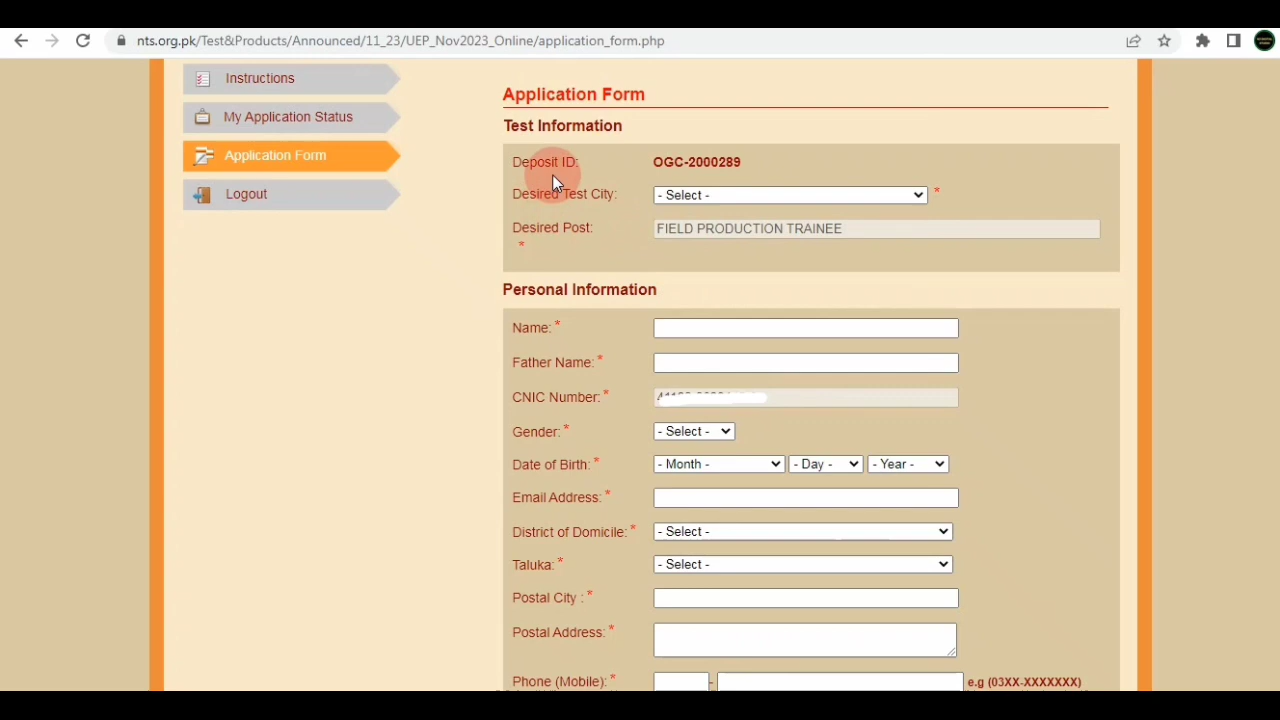 nts.org.pk/Test&Products/Announced/11_23/UEP_Nov2023_Online/application_form.php
Instructions
My Application Status
Application Form
Logout
Application Form
Test Information
Deposit ID: OGC-2000289
Desired Test City: - Select - *
Desired Post: FIELD PRODUCTION TRAINEE
*
Personal Information
Name: *
Father Name: *
CNIC Number: *
Gender: * - Select -
Date of Birth: * - Month - - Day - - Year -
Email Address: *
District of Domicile: * - Select -
Taluka: * - Select -
Postal City : *
Postal Address: *
Phone (Mobile): * - e.g (03XX-XXXXXXX)